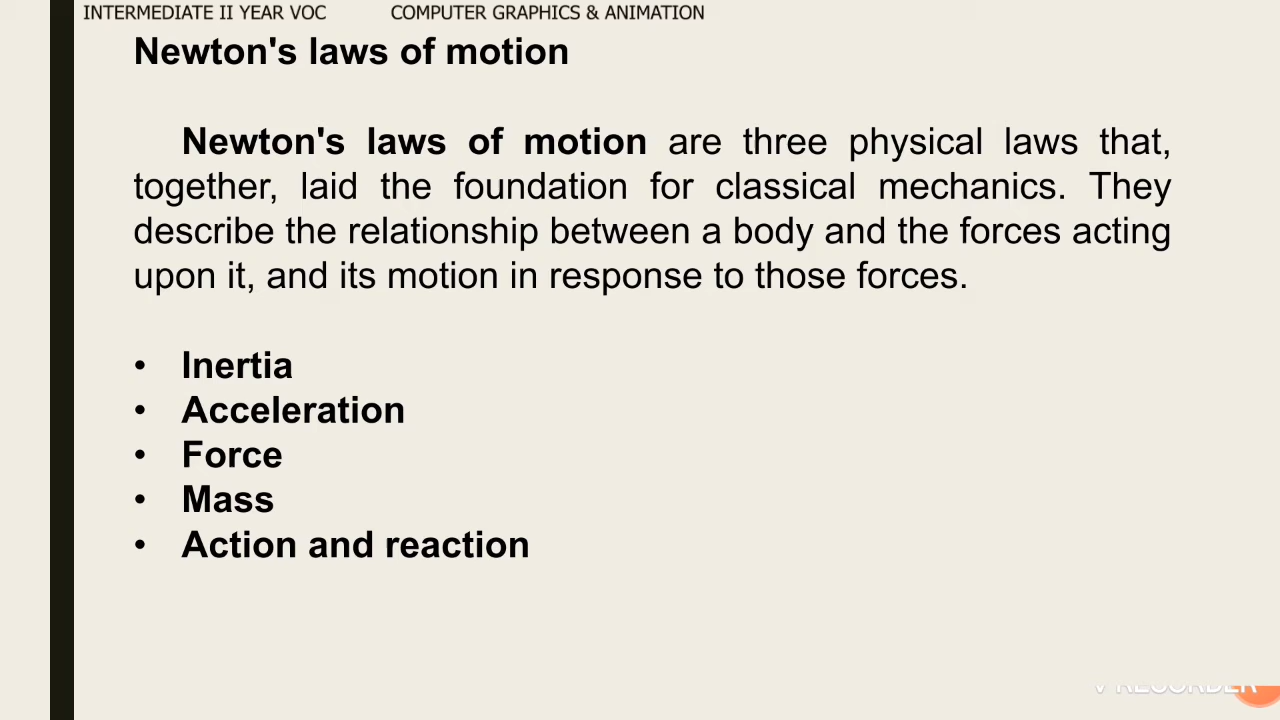 INTERMEDIATE II YEAR VOC COMPUTER GRAPHICS & ANIMATION
Newton's laws of motion
Newton's laws of motion are three physical laws that,
together, laid the foundation for classical mechanics. They
describe the relationship between a body and the forces acting
upon it, and its motion in response to those forces.
• Inertia
• Acceleration
• Force
• Mass
• Action and reaction
V RECORDER